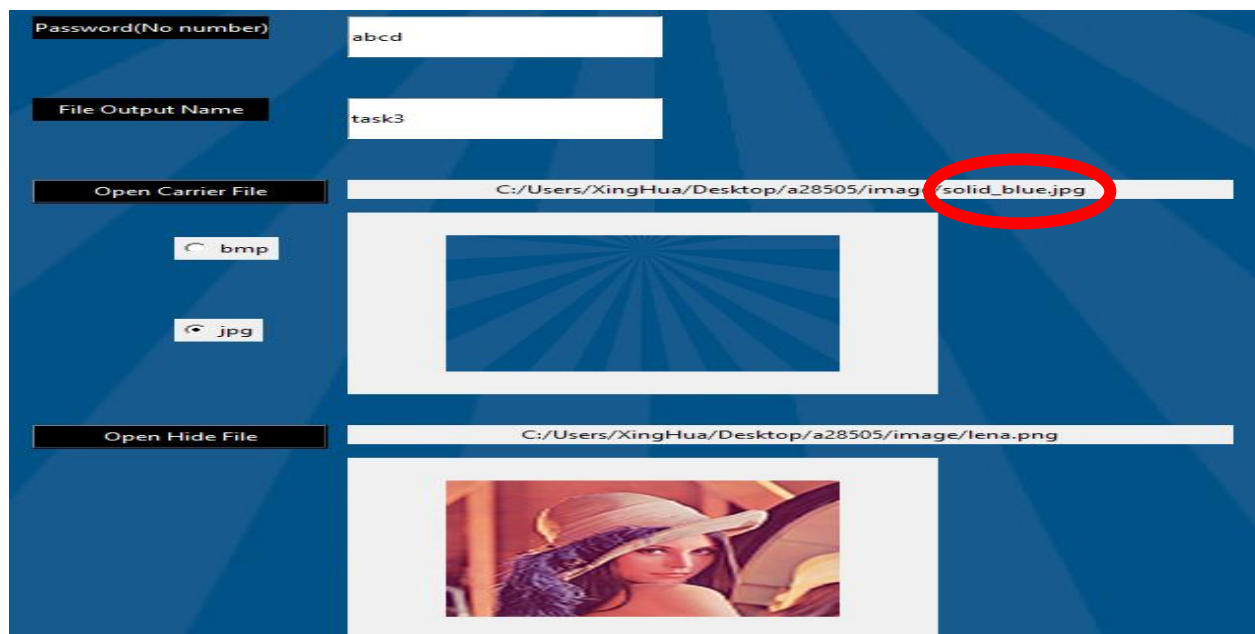 Password(No number)
abcd
File Output Name
task3
Open Carrier File
C:/Users/XingHua/Desktop/a28505/image/solid_blue.jpg
bmp
jpg
Open Hide File
C:/Users/XingHua/Desktop/a28505/image/lena.png